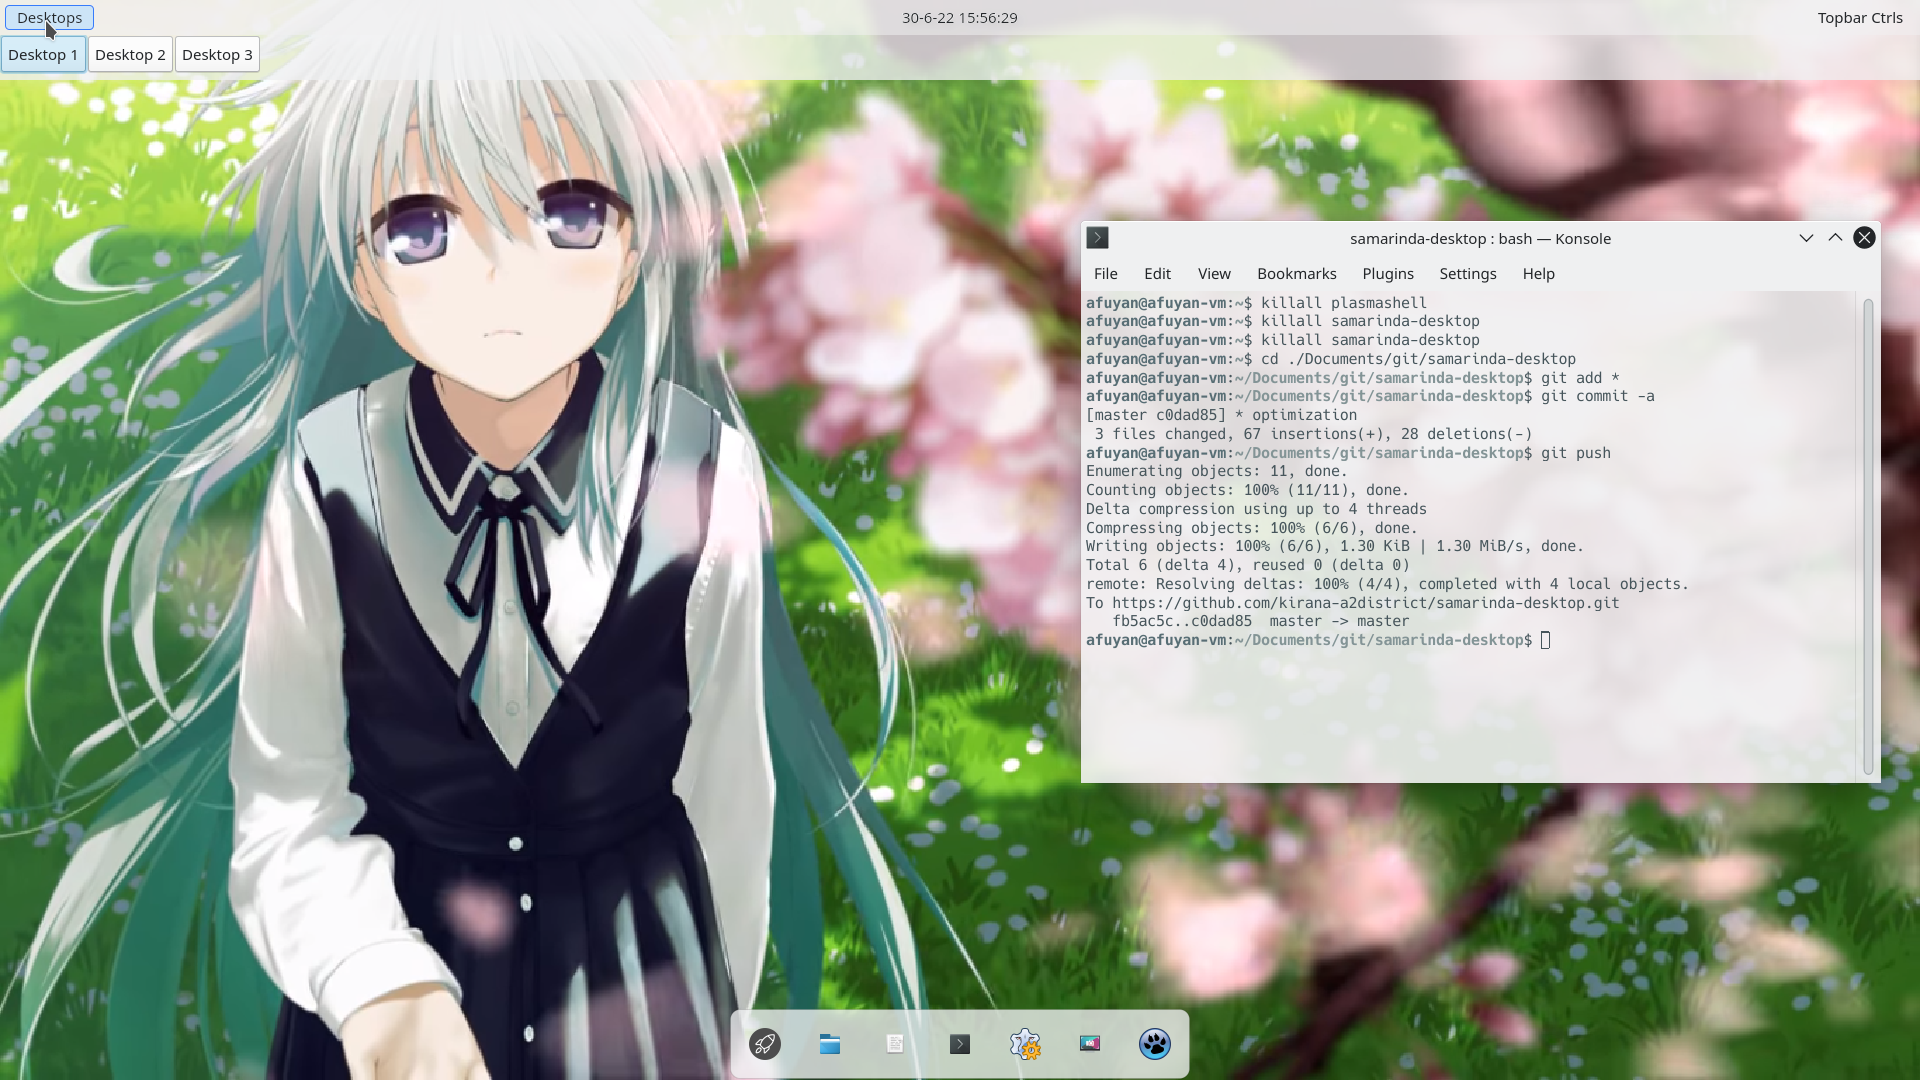 Desktops
30-6-22 15:56:29
Topbar Ctrls
Desktop 1 Desktop 2 Desktop 3
samarinda-desktop : bash — Konsole
File Edit View Bookmarks Plugins Settings Help
afuyan@afuyan-vm:~$ killall plasmashell
afuyan@afuyan-vm:~$ killall samarinda-desktop
afuyan@afuyan-vm:~$ killall samarinda-desktop
afuyan@afuyan-vm:~$ cd ./Documents/git/samarinda-desktop
afuyan@afuyan-vm:~/Documents/git/samarinda-desktop$ git add *
afuyan@afuyan-vm:~/Documents/git/samarinda-desktop$ git commit -a
[master c0dad85] * optimization
 3 files changed, 67 insertions(+), 28 deletions(-)
afuyan@afuyan-vm:~/Documents/git/samarinda-desktop$ git push
Enumerating objects: 11, done.
Counting objects: 100% (11/11), done.
Delta compression using up to 4 threads
Compressing objects: 100% (6/6), done.
Writing objects: 100% (6/6), 1.30 KiB | 1.30 MiB/s, done.
Total 6 (delta 4), reused 0 (delta 0)
remote: Resolving deltas: 100% (4/4), completed with 4 local objects.
To https://github.com/kirana-a2district/samarinda-desktop.git
   fb5ac5c..c0dad85  master -> master
afuyan@afuyan-vm:~/Documents/git/samarinda-desktop$